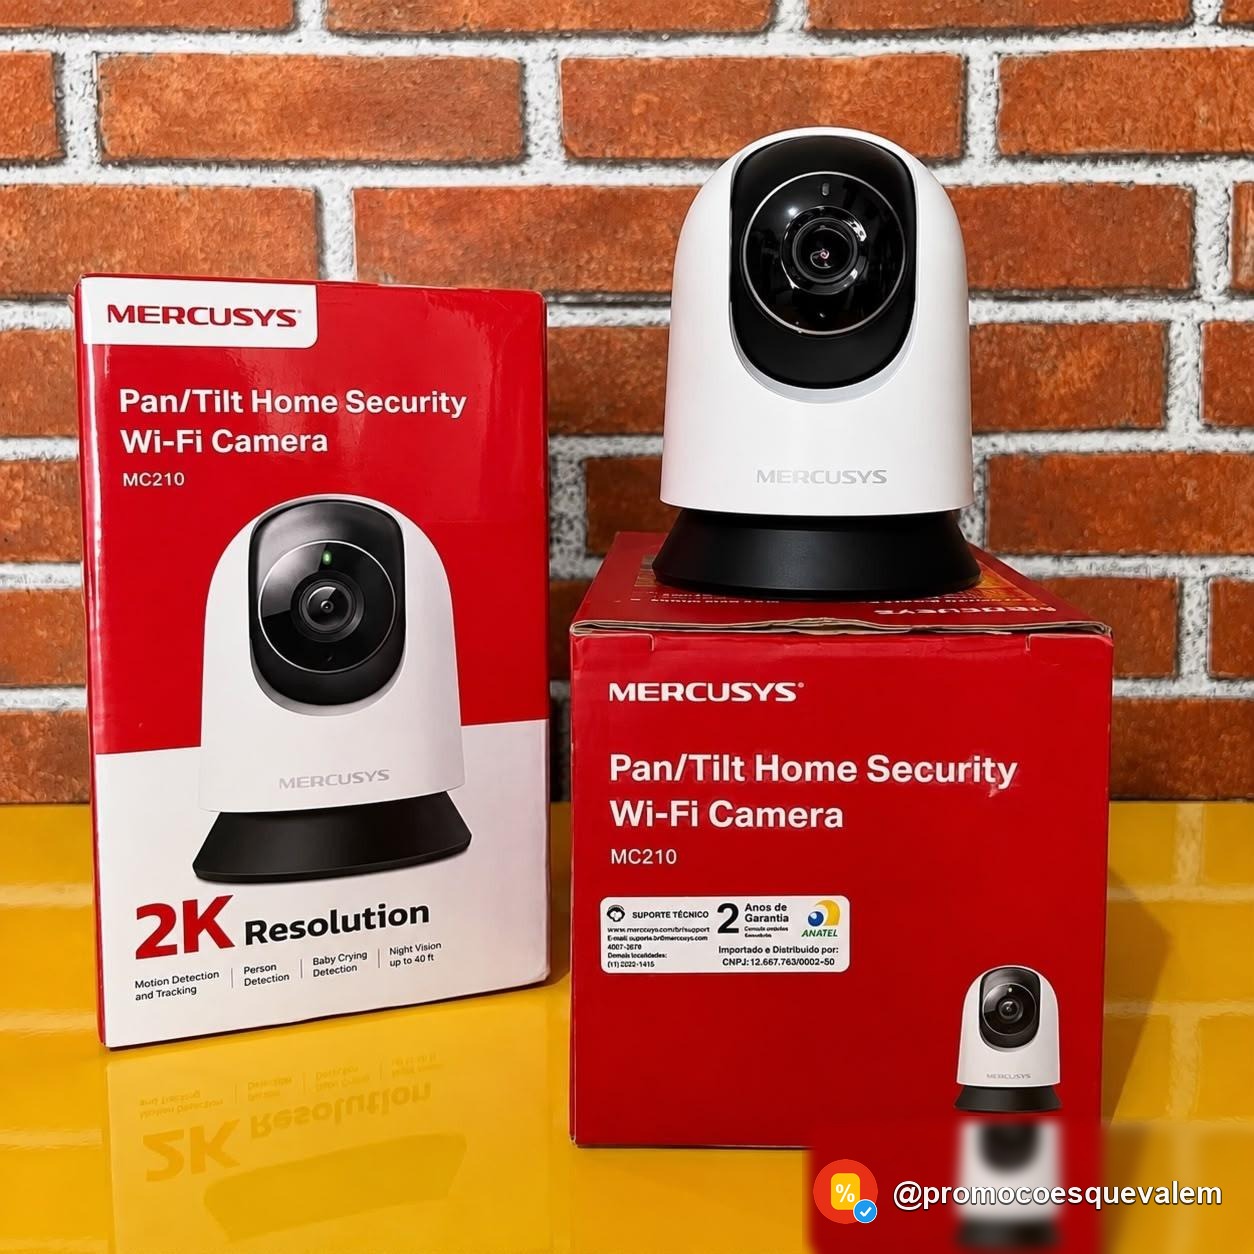 MERCUSYS
Pan/Tilt Home Security
Wi-Fi Camera
MC210
MERCUSYS
2K Resolution
Motion Detection
and Tracking
Person
Detection
Baby Crying
Detection
Night Vision
up to 40 ft
MERCUSYS
MERCUSYS
Pan/Tilt Home Security
Wi-Fi Camera
MC210
SUPORTE TÉCNICO
2 Anos de
Garantia
ANATEL
Importado e Distribuído por:
CNPJ: 12.667.763/0002-50
MERCUSYS
%
@promocoesquevalem